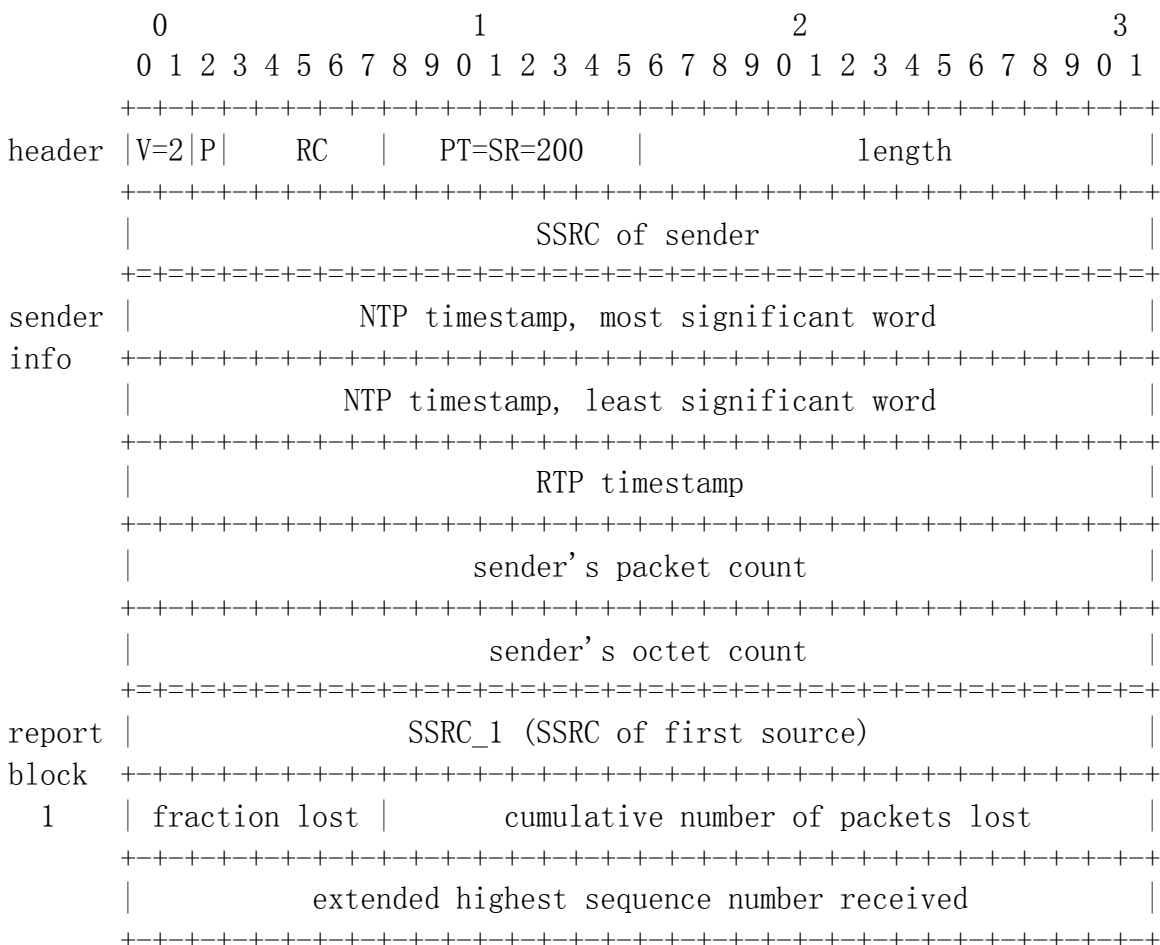 0                   1                   2                   3
        0 1 2 3 4 5 6 7 8 9 0 1 2 3 4 5 6 7 8 9 0 1 2 3 4 5 6 7 8 9 0 1
       +-+-+-+-+-+-+-+-+-+-+-+-+-+-+-+-+-+-+-+-+-+-+-+-+-+-+-+-+-+-+-+-+
header |V=2|P|    RC   |   PT=SR=200   |             length            |
       +-+-+-+-+-+-+-+-+-+-+-+-+-+-+-+-+-+-+-+-+-+-+-+-+-+-+-+-+-+-+-+-+
       |                         SSRC of sender                        |
       +=+=+=+=+=+=+=+=+=+=+=+=+=+=+=+=+=+=+=+=+=+=+=+=+=+=+=+=+=+=+=+=+
sender |              NTP timestamp, most significant word             |
info   +-+-+-+-+-+-+-+-+-+-+-+-+-+-+-+-+-+-+-+-+-+-+-+-+-+-+-+-+-+-+-+-+
       |             NTP timestamp, least significant word             |
       +-+-+-+-+-+-+-+-+-+-+-+-+-+-+-+-+-+-+-+-+-+-+-+-+-+-+-+-+-+-+-+-+
       |                         RTP timestamp                         |
       +-+-+-+-+-+-+-+-+-+-+-+-+-+-+-+-+-+-+-+-+-+-+-+-+-+-+-+-+-+-+-+-+
       |                     sender's packet count                     |
       +-+-+-+-+-+-+-+-+-+-+-+-+-+-+-+-+-+-+-+-+-+-+-+-+-+-+-+-+-+-+-+-+
       |                      sender's octet count                     |
       +=+=+=+=+=+=+=+=+=+=+=+=+=+=+=+=+=+=+=+=+=+=+=+=+=+=+=+=+=+=+=+=+
report |                 SSRC_1 (SSRC of first source)                 |
block  +-+-+-+-+-+-+-+-+-+-+-+-+-+-+-+-+-+-+-+-+-+-+-+-+-+-+-+-+-+-+-+-+
  1    | fraction lost |       cumulative number of packets lost       |
       +-+-+-+-+-+-+-+-+-+-+-+-+-+-+-+-+-+-+-+-+-+-+-+-+-+-+-+-+-+-+-+-+
       |           extended highest sequence number received           |
       +-+-+-+-+-+-+-+-+-+-+-+-+-+-+-+-+-+-+-+-+-+-+-+-+-+-+-+-+-+-+-+-+